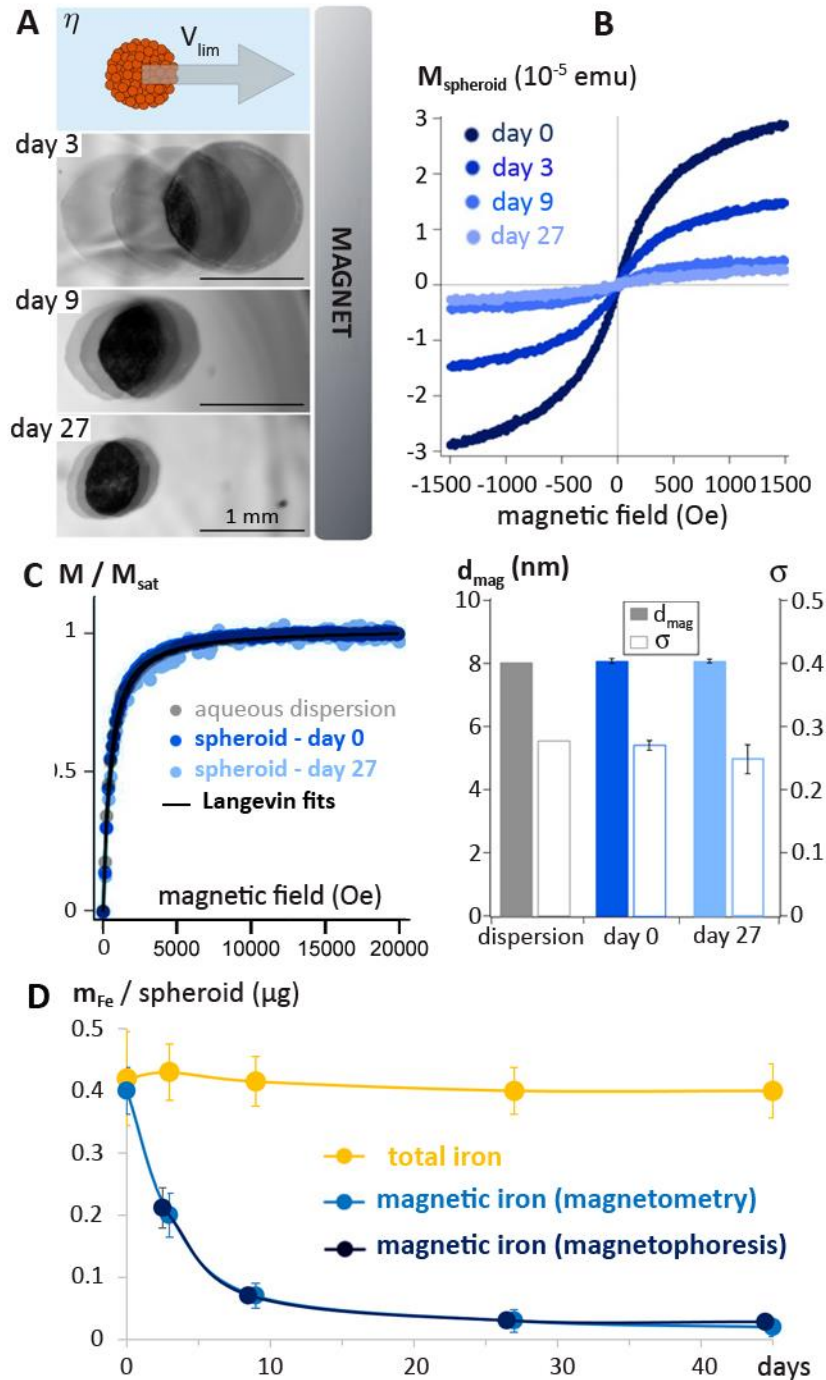 A
η
V_lim
day 3
day 9
day 27
1 mm
MAGNET
B
M_spheroid (10^-5 emu)
3
2
1
0
-1
-2
-3
day 0
day 3
day 9
day 27
-1500 -1000 -500 0 500 1000 1500
magnetic field (Oe)
C M / M_sat
1
).5
0
aqueous dispersion
spheroid - day 0
spheroid - day 27
Langevin fits
magnetic field (Oe)
0 5000 10000 15000 20000
d_mag (nm)
σ
10
8
6
4
2
0
d_mag
σ
0.5
0.4
0.3
0.2
0.1
0
dispersion day 0 day 27
D m_Fe / spheroid (µg)
0.5
0.4
0.3
0.2
0.1
0
total iron
magnetic iron (magnetometry)
magnetic iron (magnetophoresis)
0 10 20 30 40 days